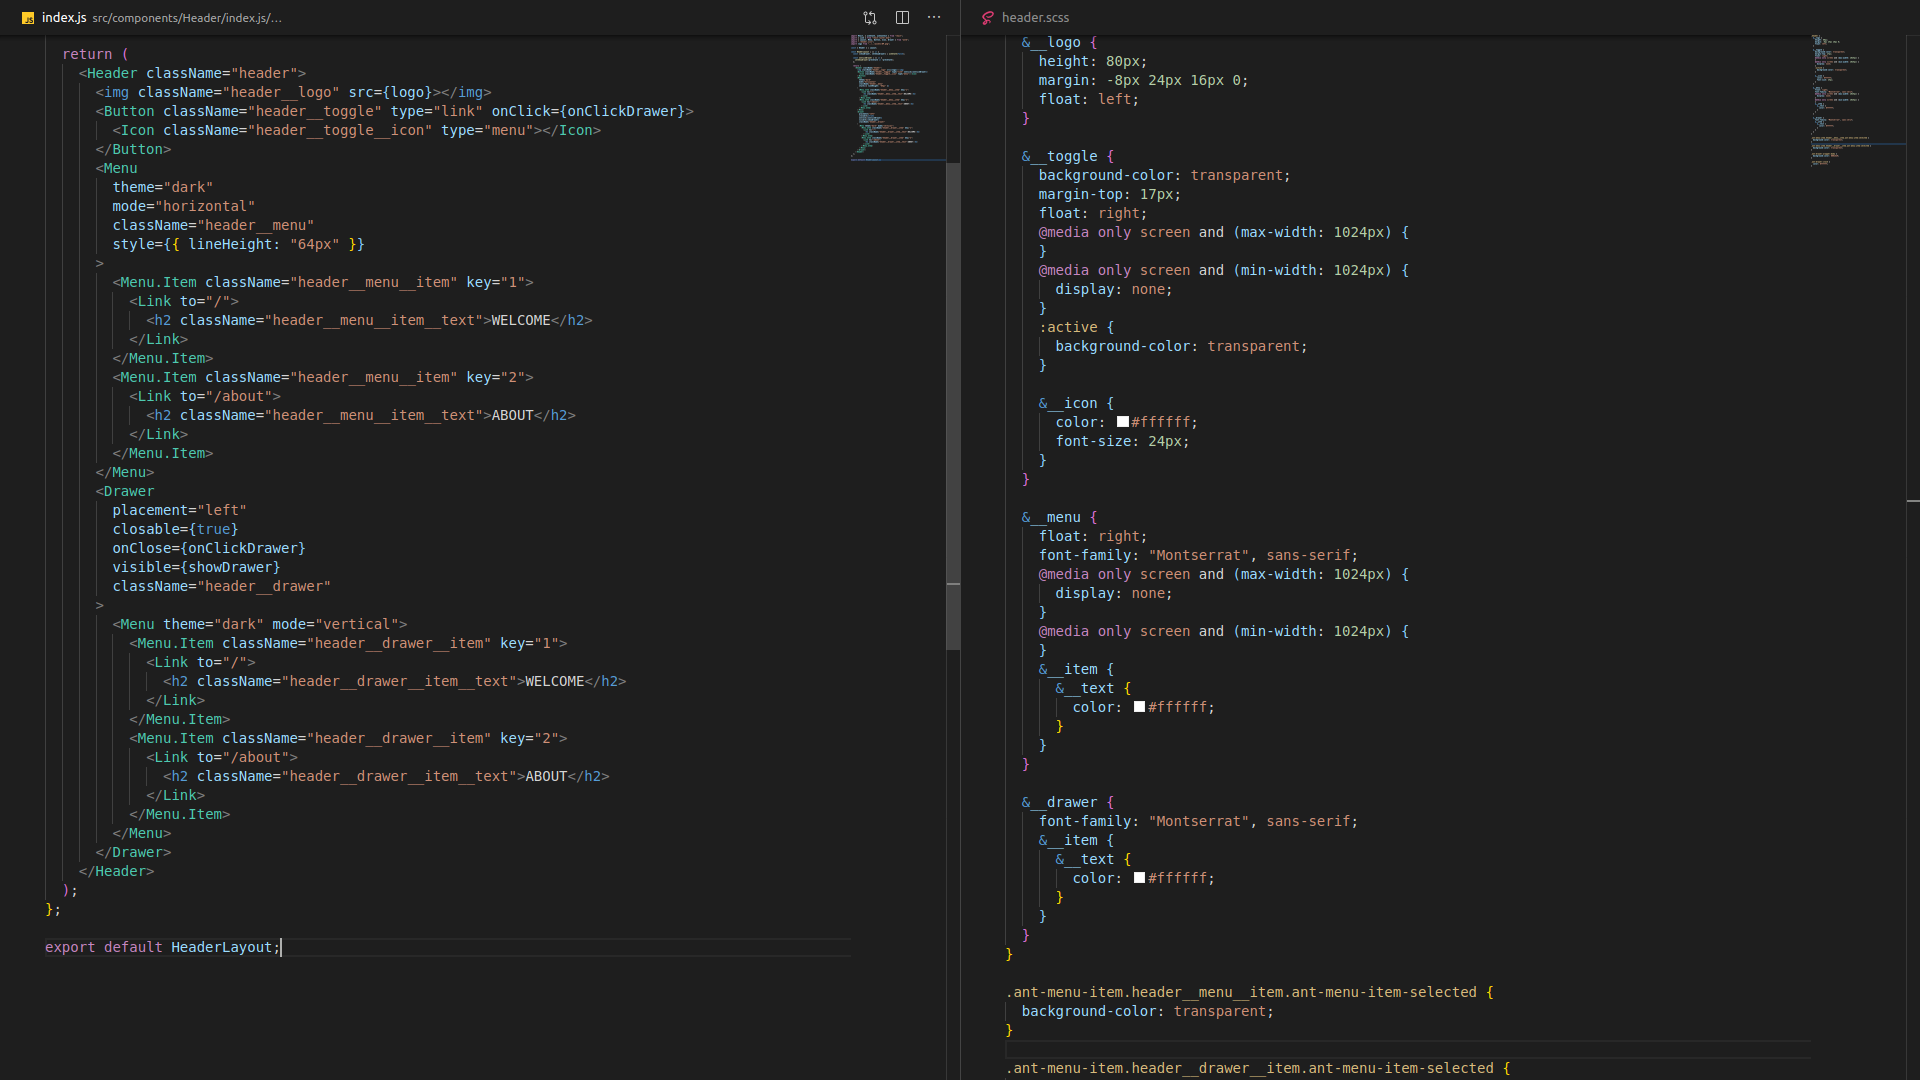 index.js src/components/Header/index.js/...
return (
<Header className="header">
<img className="header__logo" src={logo}></img>
<Button className="header__toggle" type="link" onClick={onClickDrawer}>
<Icon className="header__toggle__icon" type="menu"></Icon>
</Button>
<Menu
theme="dark"
mode="horizontal"
className="header__menu"
style={{ lineHeight: "64px" }}
>
<Menu.Item className="header__menu__item" key="1">
<Link to="/">
<h2 className="header__menu__item__text">WELCOME</h2>
</Link>
</Menu.Item>
<Menu.Item className="header__menu__item" key="2">
<Link to="/about">
<h2 className="header__menu__item__text">ABOUT</h2>
</Link>
</Menu.Item>
</Menu>
<Drawer
placement="left"
closable={true}
onClose={onClickDrawer}
visible={showDrawer}
className="header__drawer"
>
<Menu theme="dark" mode="vertical">
<Menu.Item className="header__drawer__item" key="1">
<Link to="/">
<h2 className="header__drawer__item__text">WELCOME</h2>
</Link>
</Menu.Item>
<Menu.Item className="header__drawer__item" key="2">
<Link to="/about">
<h2 className="header__drawer__item__text">ABOUT</h2>
</Link>
</Menu.Item>
</Menu>
</Drawer>
</Header>
);
};
export default HeaderLayout;
header.scss
&__logo {
height: 80px;
margin: -8px 24px 16px 0;
float: left;
}
&__toggle {
background-color: transparent;
margin-top: 17px;
float: right;
@media only screen and (max-width: 1024px) {
}
@media only screen and (min-width: 1024px) {
display: none;
}
:active {
background-color: transparent;
}
&__icon {
color: #ffffff;
font-size: 24px;
}
}
&__menu {
float: right;
font-family: "Montserrat", sans-serif;
@media only screen and (max-width: 1024px) {
display: none;
}
@media only screen and (min-width: 1024px) {
}
&__item {
&__text {
color: #ffffff;
}
}
}
&__drawer {
font-family: "Montserrat", sans-serif;
&__item {
&__text {
color: #ffffff;
}
}
}
}
.ant-menu-item.header__menu__item.ant-menu-item-selected {
background-color: transparent;
}
.ant-menu-item.header__drawer__item.ant-menu-item-selected {